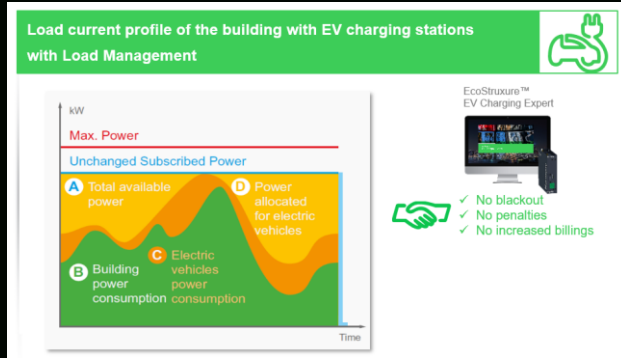 Load current profile of the building with EV charging stations
with Load Management
EcoStruxure™
EV Charging Expert
kW
Max. Power
Unchanged Subscribed Power
A Total available
power
D Power
allocated
for electric
vehicles
C Electric
vehicles
power
consumption
B Building
power
consumption
Time
✓ No blackout
✓ No penalties
✓ No increased billings